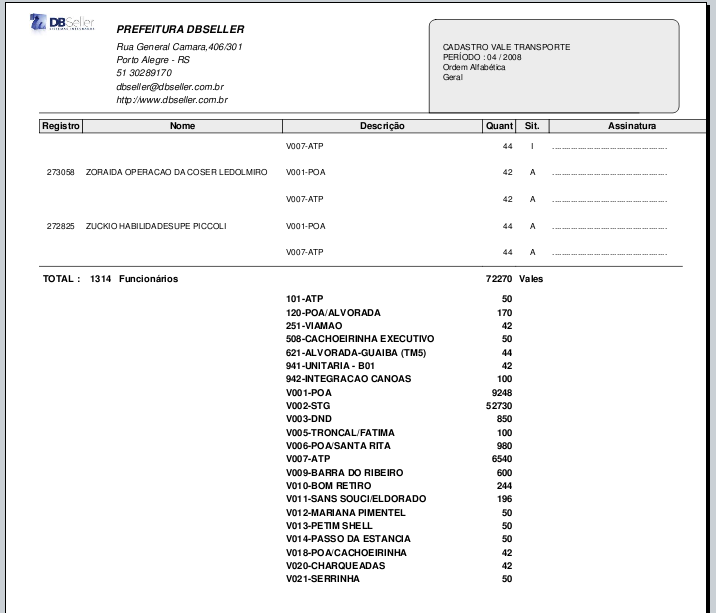 DBSeller
PREFEITURA DBSELLER
Rua General Camara,406/301
Porto Alegre - RS
51 30289170
dbseller@dbseller.com.br
http://www.dbseller.com.br
CADASTRO VALE TRANSPORTE
PERÍODO : 04 / 2008
Ordem Alfabética
Geral
Registro Nome Descrição Quant Sit. Assinatura
V007-ATP 44 I ........................................
273058 ZORAIDA OPERACAO DA COSER LEDOLMIRO V001-POA 42 A ........................................
V007-ATP 42 A ........................................
272825 ZUCKIO HABILIDADESUPE PICCOLI V001-POA 44 A ........................................
V007-ATP 44 A ........................................
TOTAL : 1314 Funcionários 72270 Vales
101-ATP 50
120-POA/ALVORADA 170
251-VIAMAO 42
508-CACHOEIRINHA EXECUTIVO 50
621-ALVORADA-GUAIBA (TM5) 44
941-UNITARIA - B01 42
942-INTEGRACAO CANOAS 100
V001-POA 9248
V002-STG 52730
V003-DND 850
V005-TRONCAL/FATIMA 100
V006-POA/SANTA RITA 980
V007-ATP 6540
V009-BARRA DO RIBEIRO 600
V010-BOM RETIRO 244
V011-SANS SOUCI/ELDORADO 196
V012-MARIANA PIMENTEL 50
V013-PETIM SHELL 50
V014-PASSO DA ESTANCIA 50
V018-POA/CACHOEIRINHA 42
V020-CHARQUEADAS 42
V021-SERRINHA 50